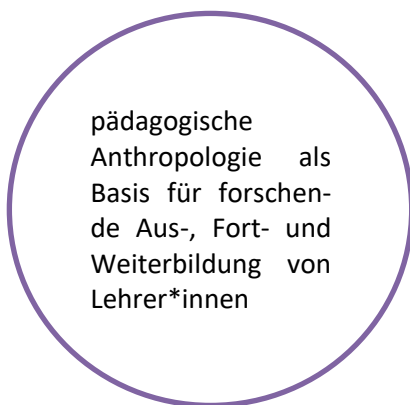 pädagogische
Anthropologie als
Basis für forschen-
de Aus-, Fort- und
Weiterbildung von
Lehrer*innen